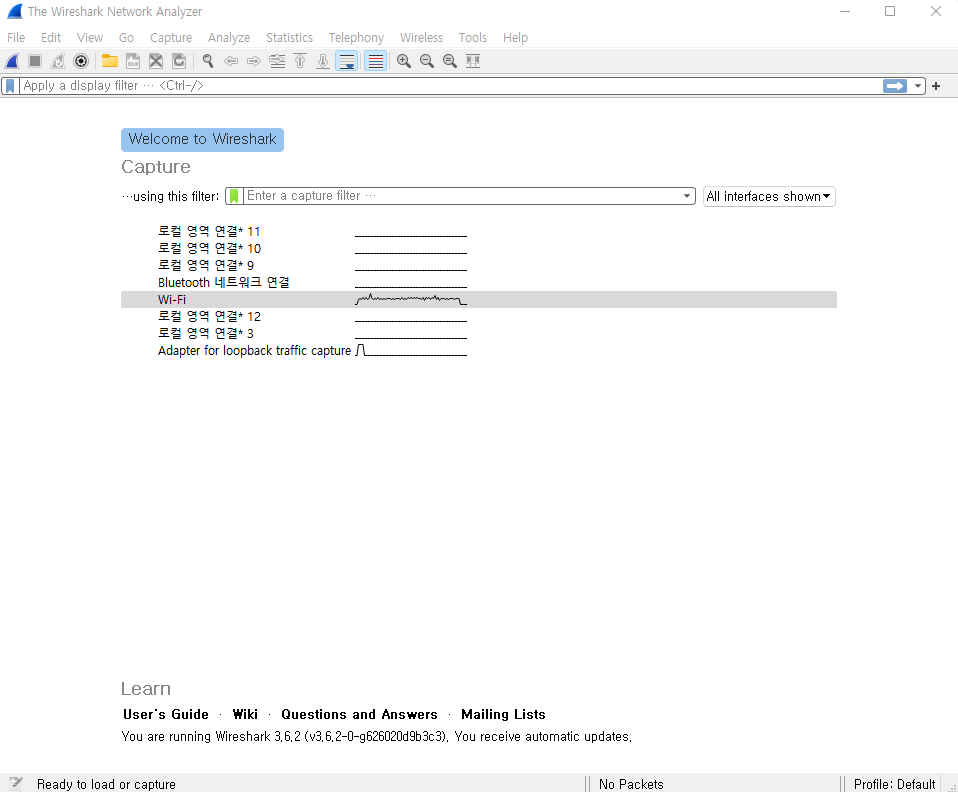 The Wireshark Network Analyzer
File Edit View Go Capture Analyze Statistics Telephony Wireless Tools Help
Apply a display filter ··· <Ctrl-/>
Welcome to Wireshark
Capture
···using this filter: Enter a capture filter ··· All interfaces shown
로컬 영역 연결* 11
로컬 영역 연결* 10
로컬 영역 연결* 9
Bluetooth 네트워크 연결
Wi-Fi
로컬 영역 연결* 12
로컬 영역 연결* 3
Adapter for loopback traffic capture
Learn
User's Guide · Wiki · Questions and Answers · Mailing Lists
You are running Wireshark 3.6.2 (v3.6.2-0-g626020d9b3c3). You receive automatic updates.
Ready to load or capture No Packets Profile: Default